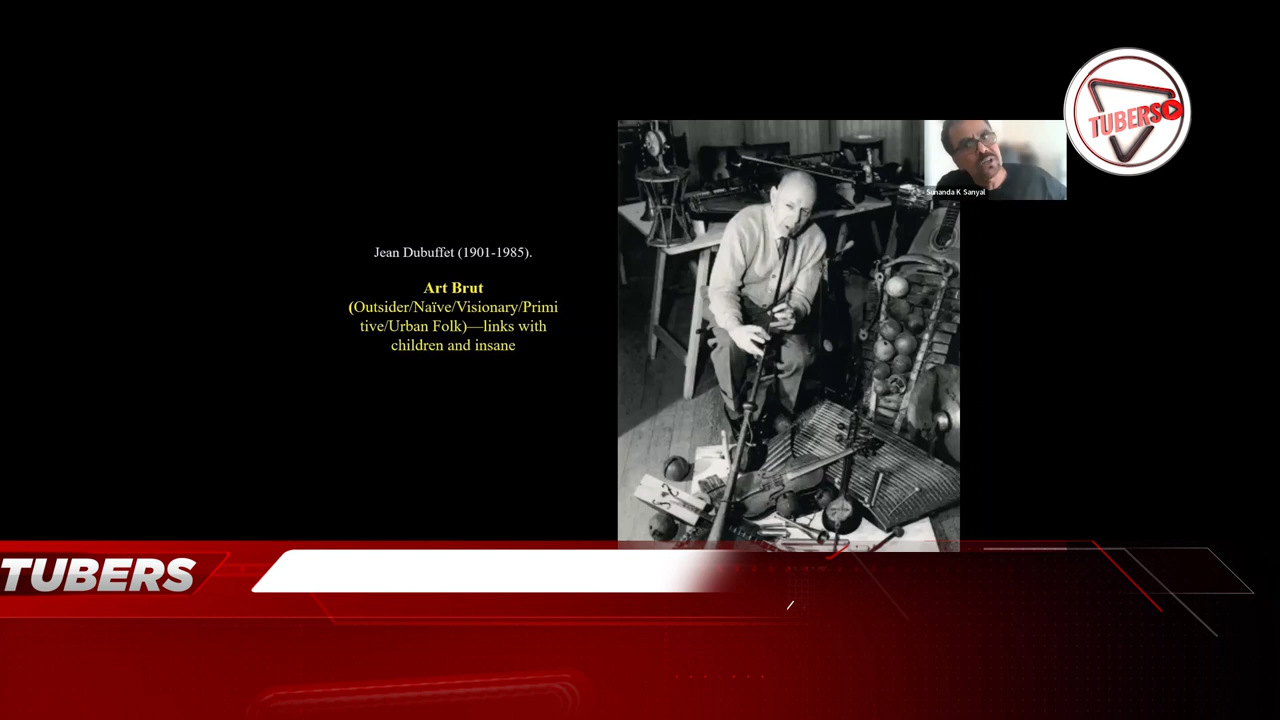 TUBERS
Sunanda K Sanyal
Jean Dubuffet (1901-1985).
Art Brut
(Outsider/Naïve/Visionary/Primi
tive/Urban Folk)—links with
children and insane
TUBERS